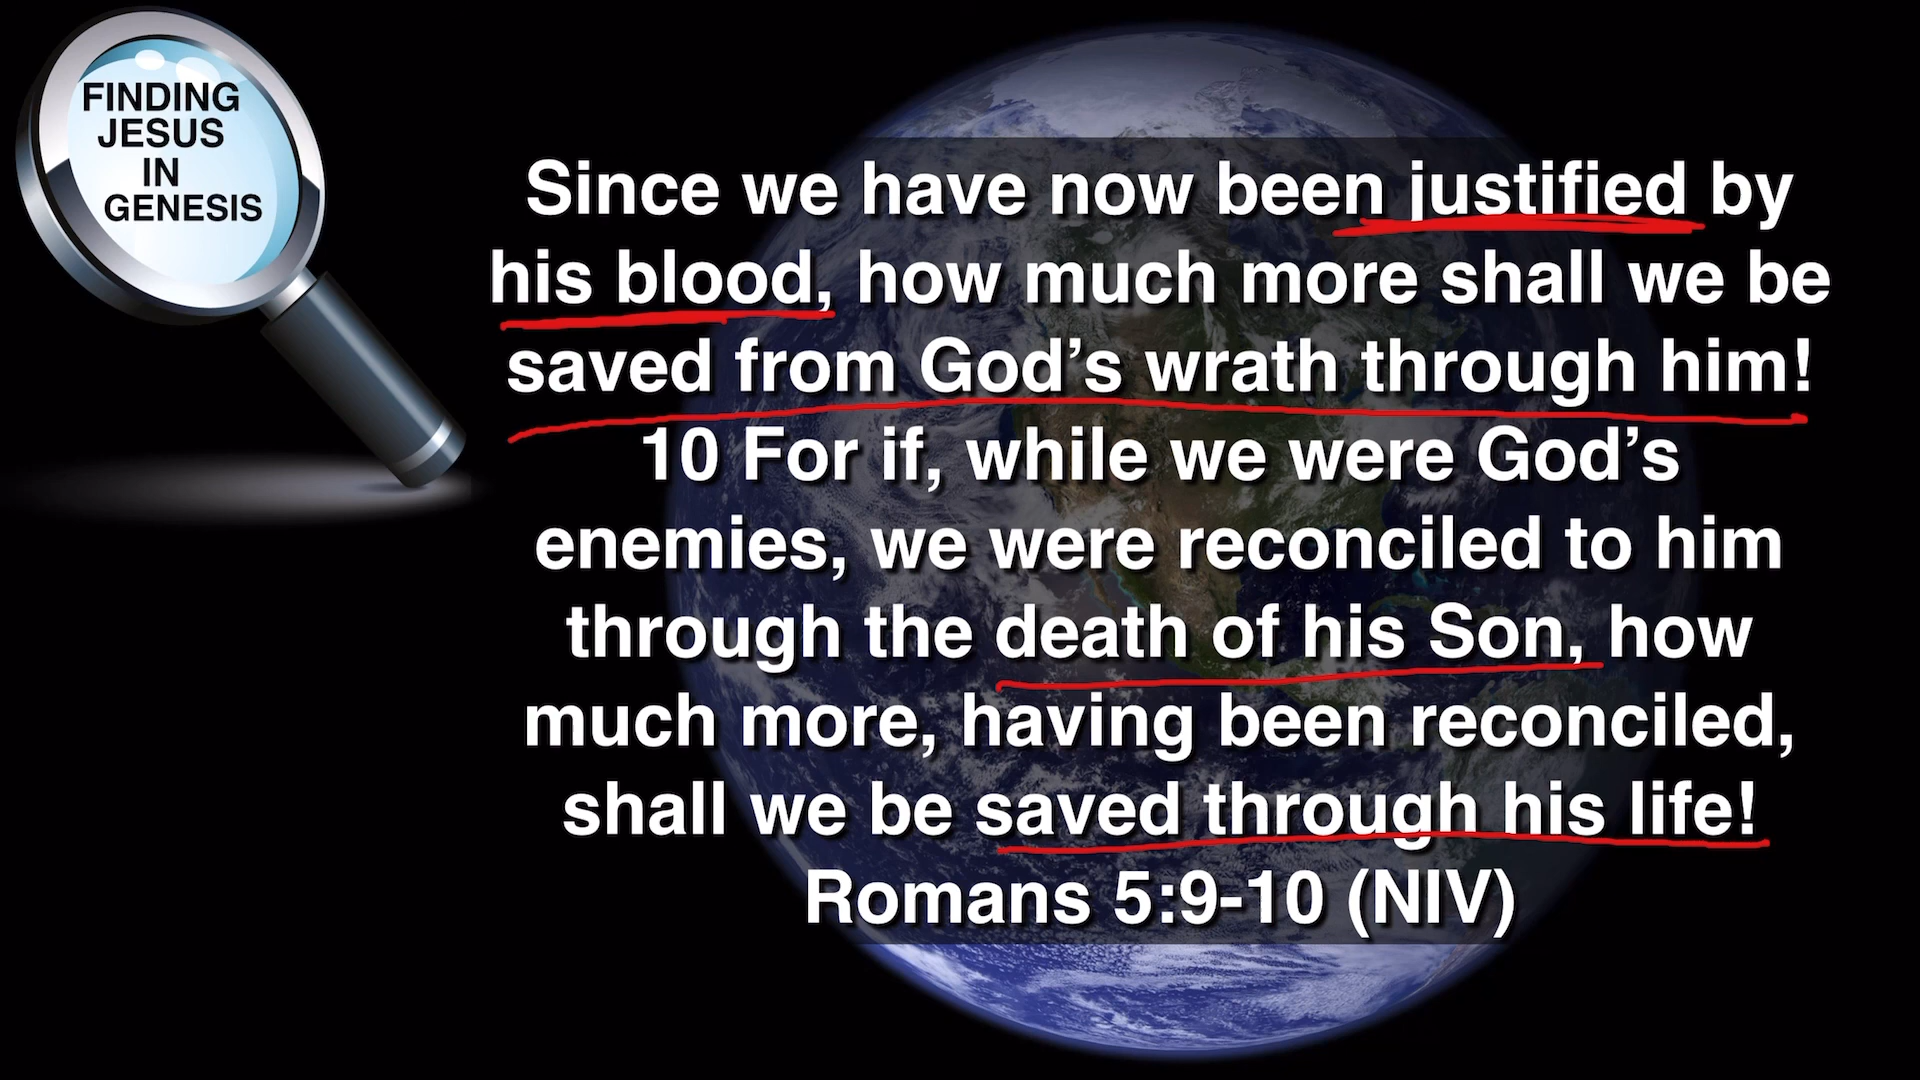 FINDING
JESUS
IN
GENESIS
Since we have now been justified by
his blood, how much more shall we be
saved from God’s wrath through him!
10 For if, while we were God’s
enemies, we were reconciled to him
through the death of his Son, how
much more, having been reconciled,
shall we be saved through his life!
Romans 5:9-10 (NIV)